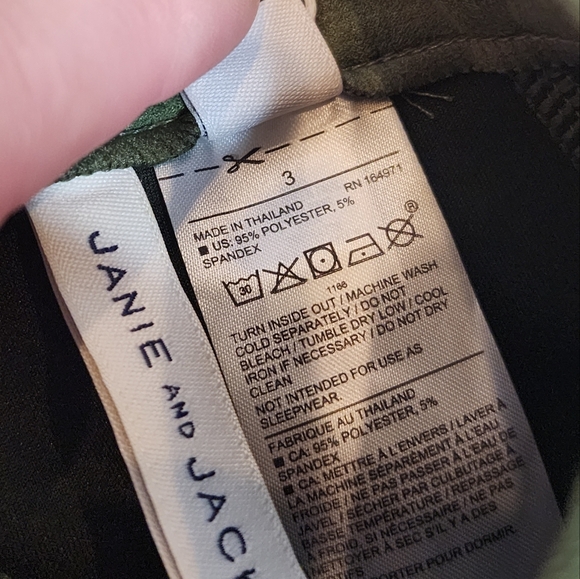 JANIE AND JACK
3
MADE IN THAILAND RN 164971
■ US: 95% POLYESTER, 5%
SPANDEX
30
®
1166
TURN INSIDE OUT / MACHINE WASH
COLD SEPARATELY / DO NOT
BLEACH / TUMBLE DRY LOW / COOL
IRON IF NECESSARY / DO NOT DRY
CLEAN
NOT INTENDED FOR USE AS
SLEEPWEAR.
FABRIQUE AU THAILAND
■ CA: 95% POLYESTER, 5%
SPANDEX
■ CA: METTRE À L'ENVERS / LAVER À
LA MACHINE SÉPARÉMENT À L'EAU
FROIDE / NE PAS PASSER À L'EAU DE
JAVEL / SÉCHER PAR CULBUTAGE À
BASSE TEMPÉRATURE / REPASSAGE
À FROID, SI NÉCESSAIRE / NE PAS
NETTOYER À SEC S'IL Y A DES
PORTER POUR DORMIR.